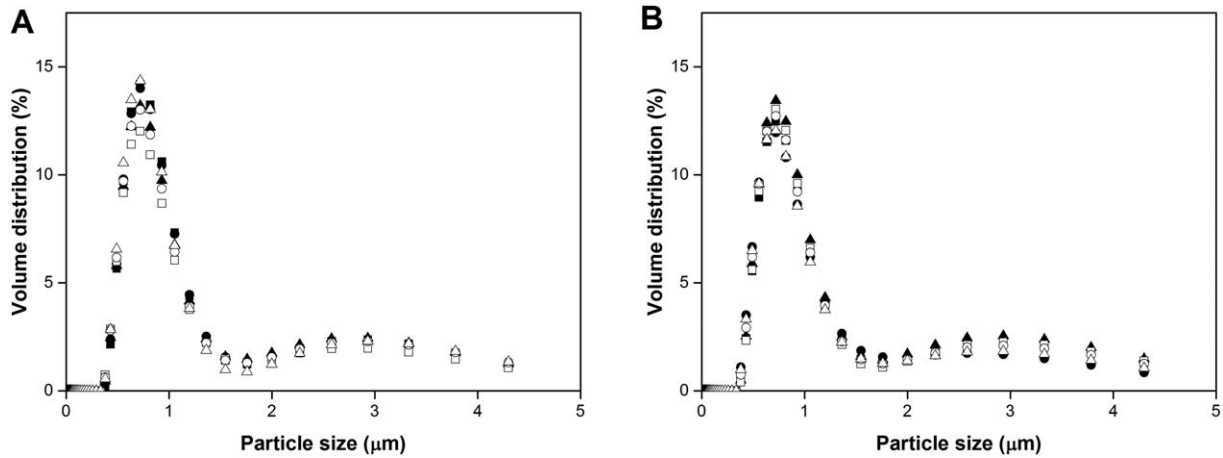 A
Volume distribution (%)
15
10
5
0
0 1 2 3 4 5
Particle size (μm)
B
Volume distribution (%)
15
10
5
0
0 1 2 3 4 5
Particle size (μm)